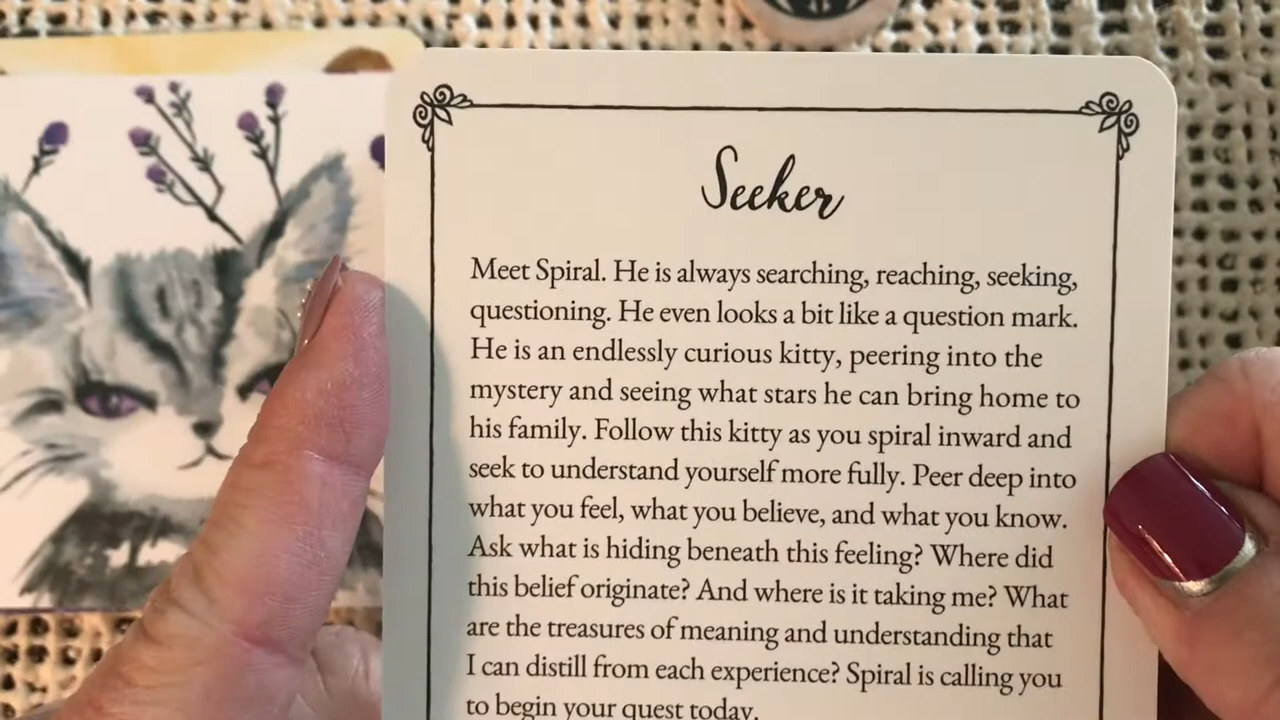 Seeker
Meet Spiral. He is always searching, reaching, seeking,
questioning. He even looks a bit like a question mark.
He is an endlessly curious kitty, peering into the
mystery and seeing what stars he can bring home to
his family. Follow this kitty as you spiral inward and
seek to understand yourself more fully. Peer deep into
what you feel, what you believe, and what you know.
Ask what is hiding beneath this feeling? Where did
this belief originate? And where is it taking me? What
are the treasures of meaning and understanding that
I can distill from each experience? Spiral is calling you
to begin your quest today.